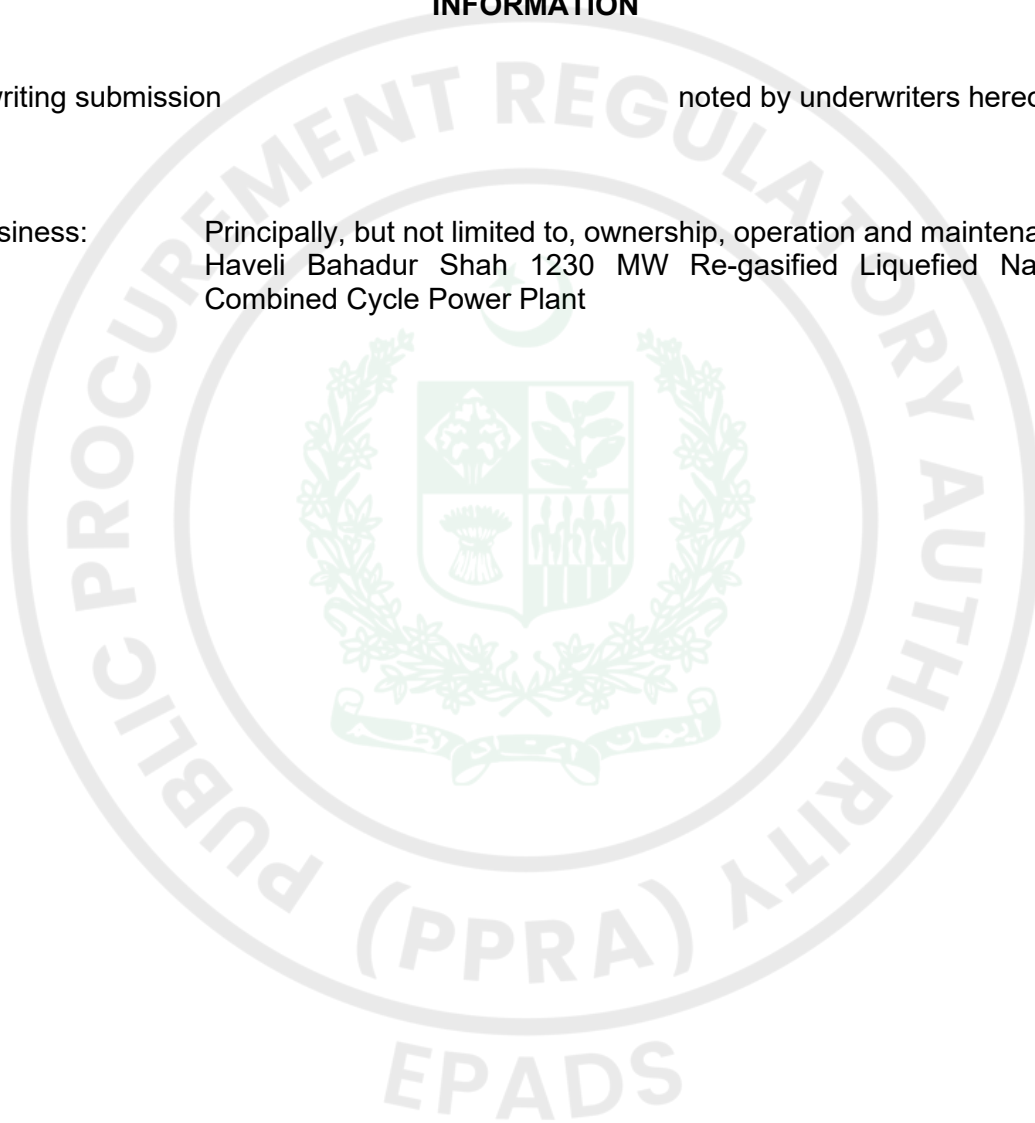 INFORMATION
writing submission noted by underwriters hereo
siness: Principally, but not limited to, ownership, operation and maintena
Haveli Bahadur Shah 1230 MW Re-gasified Liquefied Na
Combined Cycle Power Plant
PUBLIC PROCUREMENT REGULATORY AUTHORITY
(PPRA)
EPADS